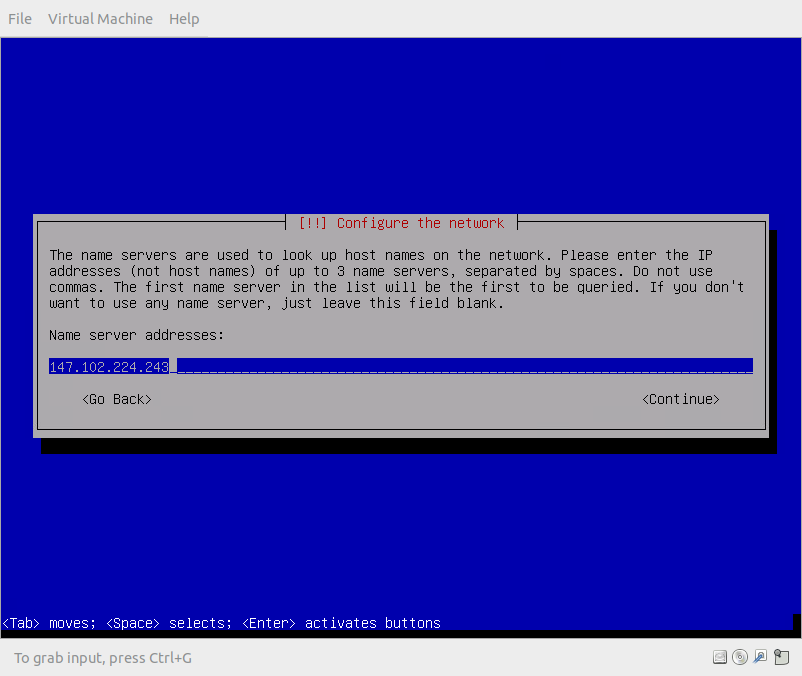 File Virtual Machine Help
[!!] Configure the network
The name servers are used to look up host names on the network. Please enter the IP
addresses (not host names) of up to 3 name servers, separated by spaces. Do not use
commas. The first name server in the list will be the first to be queried. If you don't
want to use any name server, just leave this field blank.
Name server addresses:
147.102.224.243
<Go Back> <Continue>
<Tab> moves; <Space> selects; <Enter> activates buttons
To grab input, press Ctrl+G